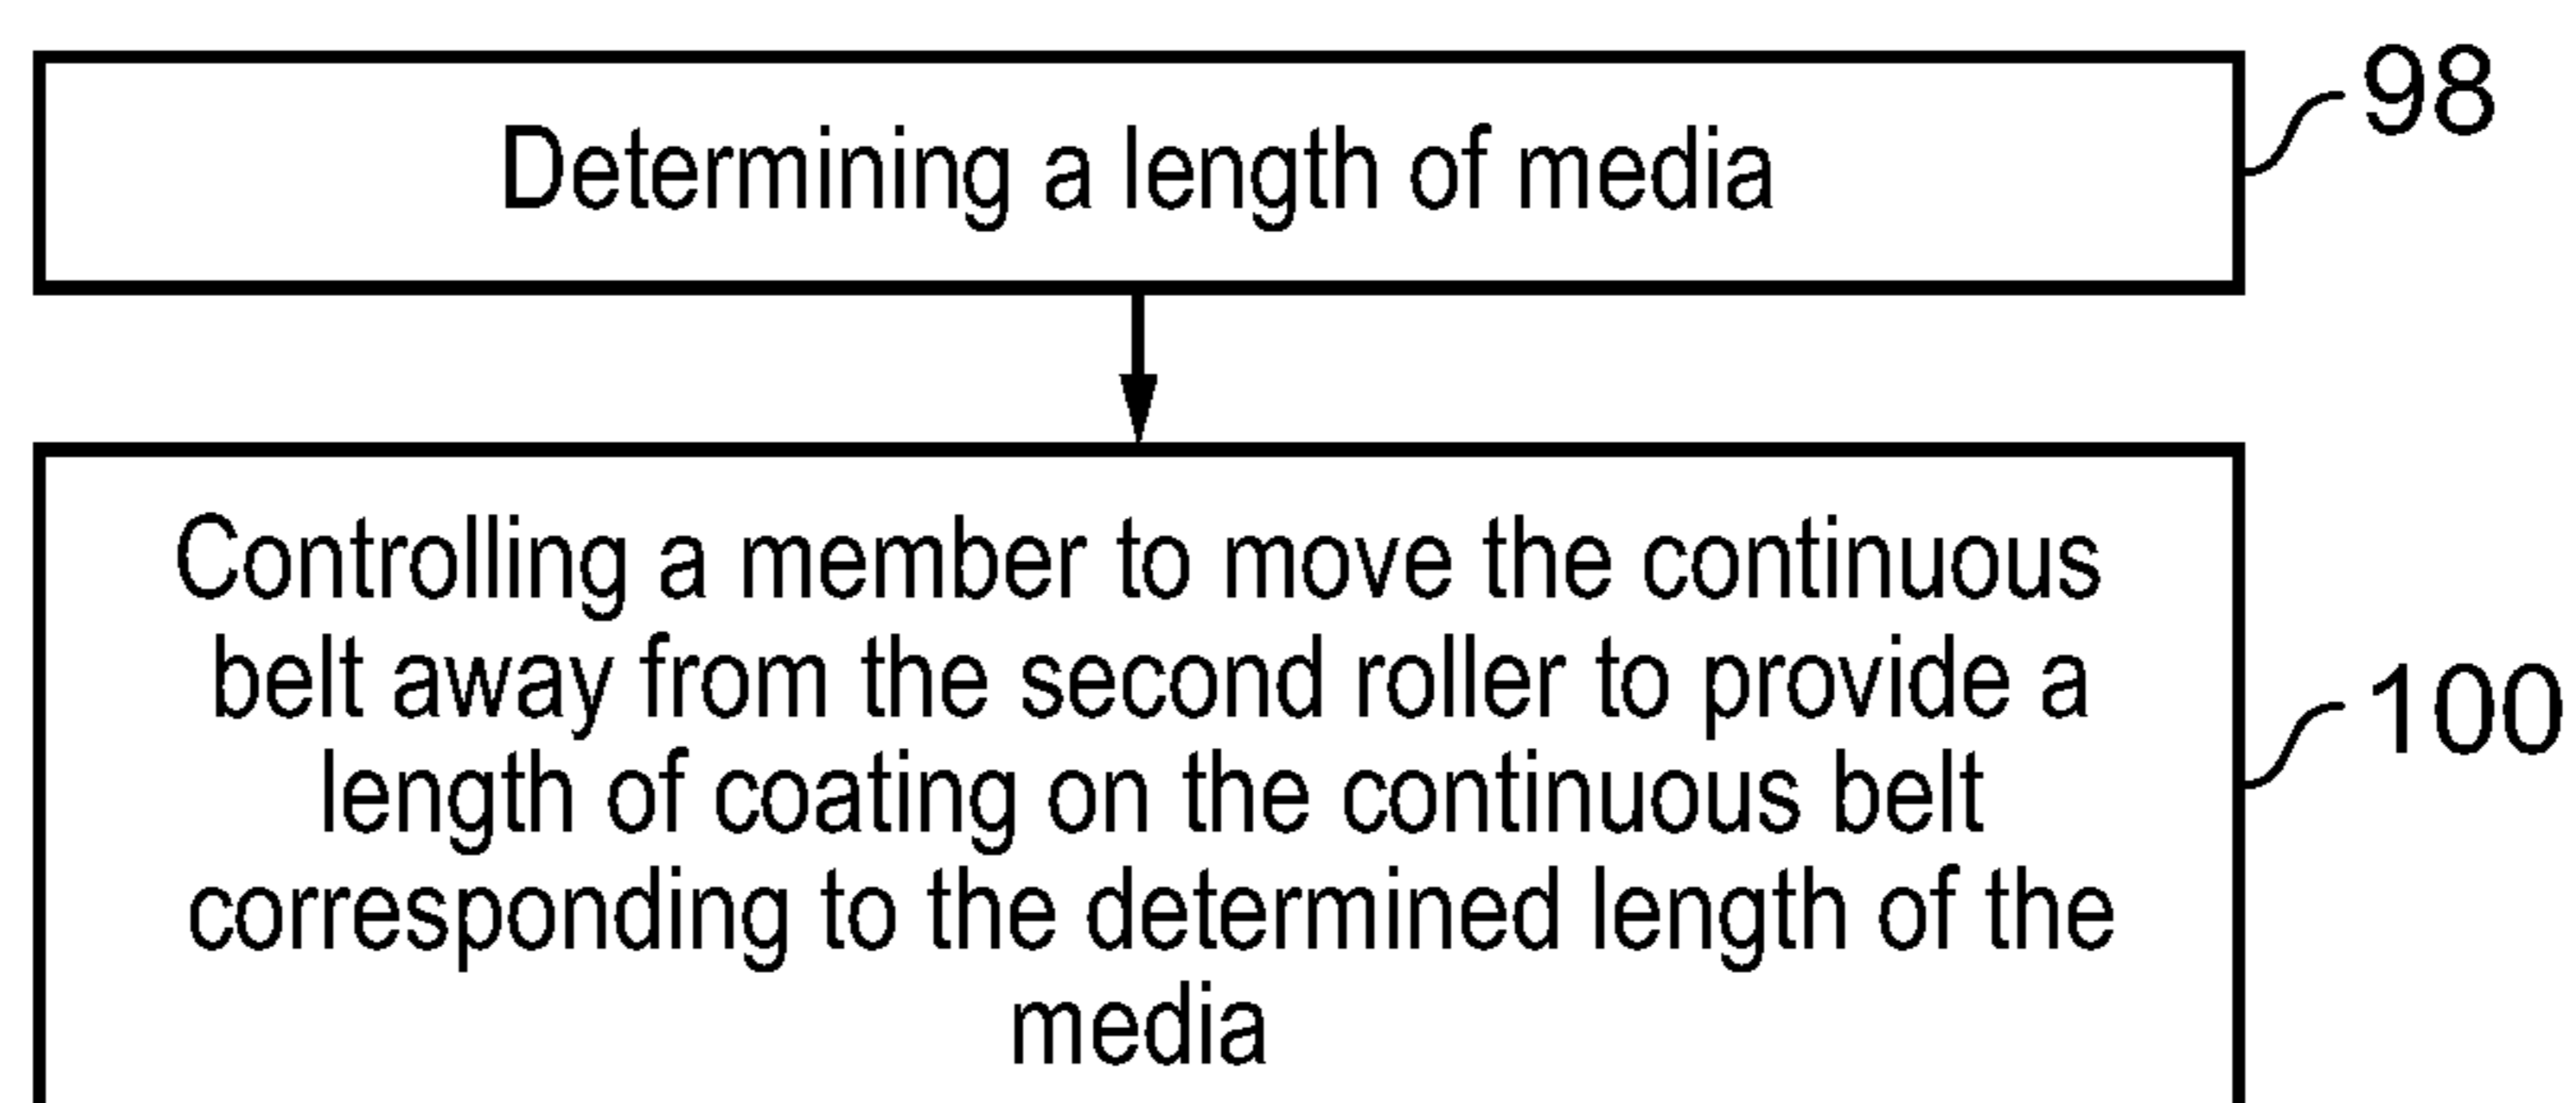 Determining a length of media
98
Controlling a member to move the continuous
belt away from the second roller to provide a
length of coating on the continuous belt
corresponding to the determined length of the
media
100